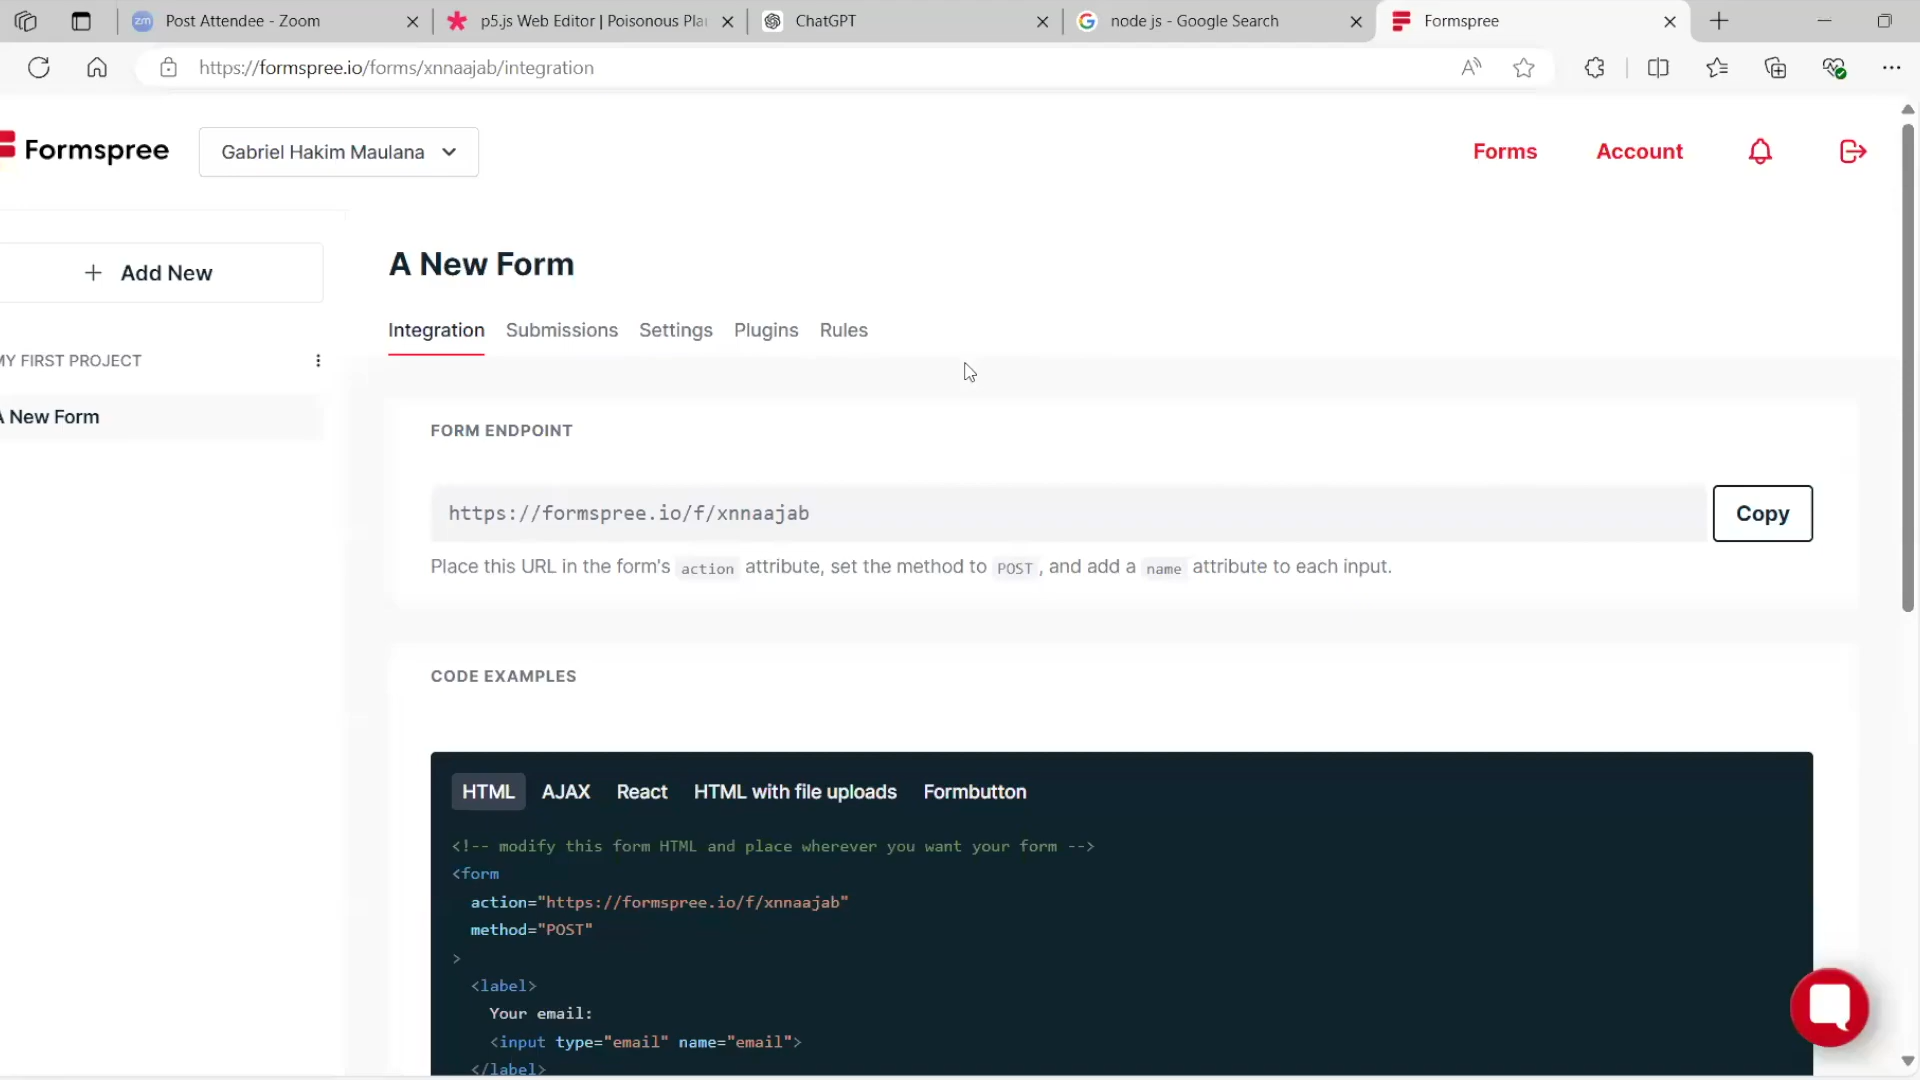 Post Attendee - Zoom
p5.js Web Editor | Poisonous Pla
ChatGPT
node js - Google Search
Formspree
https://formspree.io/forms/xnnaajab/integration
Formspree
Gabriel Hakim Maulana
Forms
Account
+ Add New
MY FIRST PROJECT
A New Form
A New Form
Integration
Submissions
Settings
Plugins
Rules
FORM ENDPOINT
https://formspree.io/f/xnnaajab
Copy
Place this URL in the form's action attribute, set the method to POST, and add a name attribute to each input.
CODE EXAMPLES
HTML
AJAX
React
HTML with file uploads
Formbutton
<!-- modify this form HTML and place wherever you want your form -->
<form
action="https://formspree.io/f/xnnaajab"
method="POST"
>
<label>
Your email:
<input type="email" name="email">
</label>